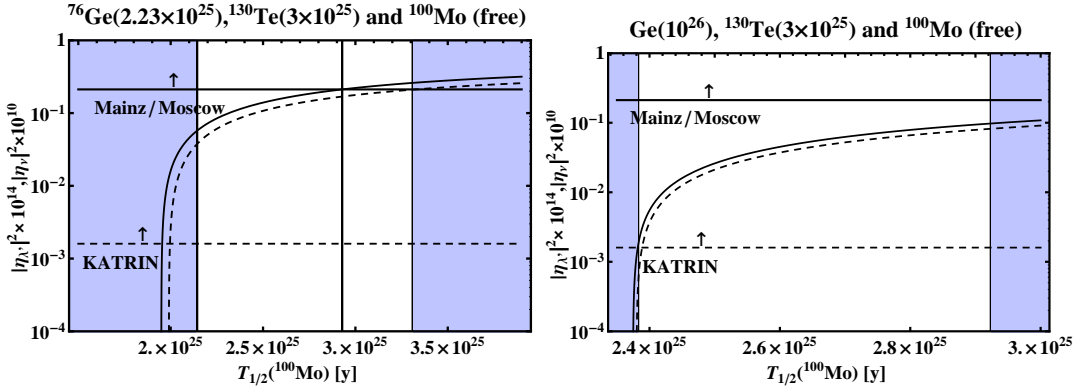 ⁷⁶Ge(2.23×10²⁵),¹³⁰Te(3×10²⁵) and ¹⁰⁰Mo (free)
1
10⁻¹
10⁻²
10⁻³
10⁻⁴
|η_λ'|² × 10¹⁴,|η_ν|²×10¹⁰
↑
Mainz/Moscow
↑
KATRIN
2.×10²⁵ 2.5×10²⁵ 3.×10²⁵ 3.5×10²⁵
T₁/₂(¹⁰⁰Mo) [y]
Ge(10²⁶), ¹³⁰Te(3×10²⁵) and ¹⁰⁰Mo (free)
1
10⁻¹
10⁻²
10⁻³
10⁻⁴
|η_λ'|² × 10¹⁴,|η_ν|²×10¹⁰
↑
Mainz/Moscow
↑
KATRIN
2.4×10²⁵ 2.6×10²⁵ 2.8×10²⁵ 3.×10²⁵
T₁/₂(¹⁰⁰Mo) [y]